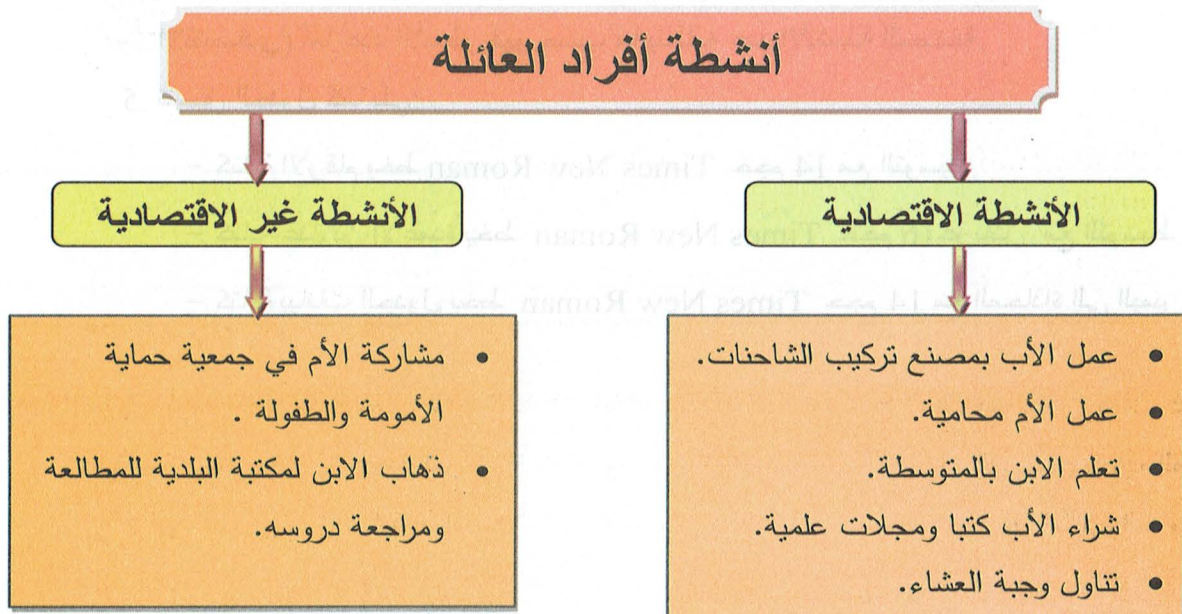 أنشطة أفراد العائلة
الأنشطة الاقتصادية
الأنشطة غير الاقتصادية
• عمل الأب بمصنع تركيب الشاحنات.
• عمل الأم محامية.
• تعلم الابن بالمتوسطة.
• شراء الأب كتبا ومجلات علمية.
• تناول وجبة العشاء.
• مشاركة الأم في جمعية حماية
الأمومة والطفولة .
• ذهاب الابن لمكتبة البلدية للمطالعة
ومراجعة دروسه.